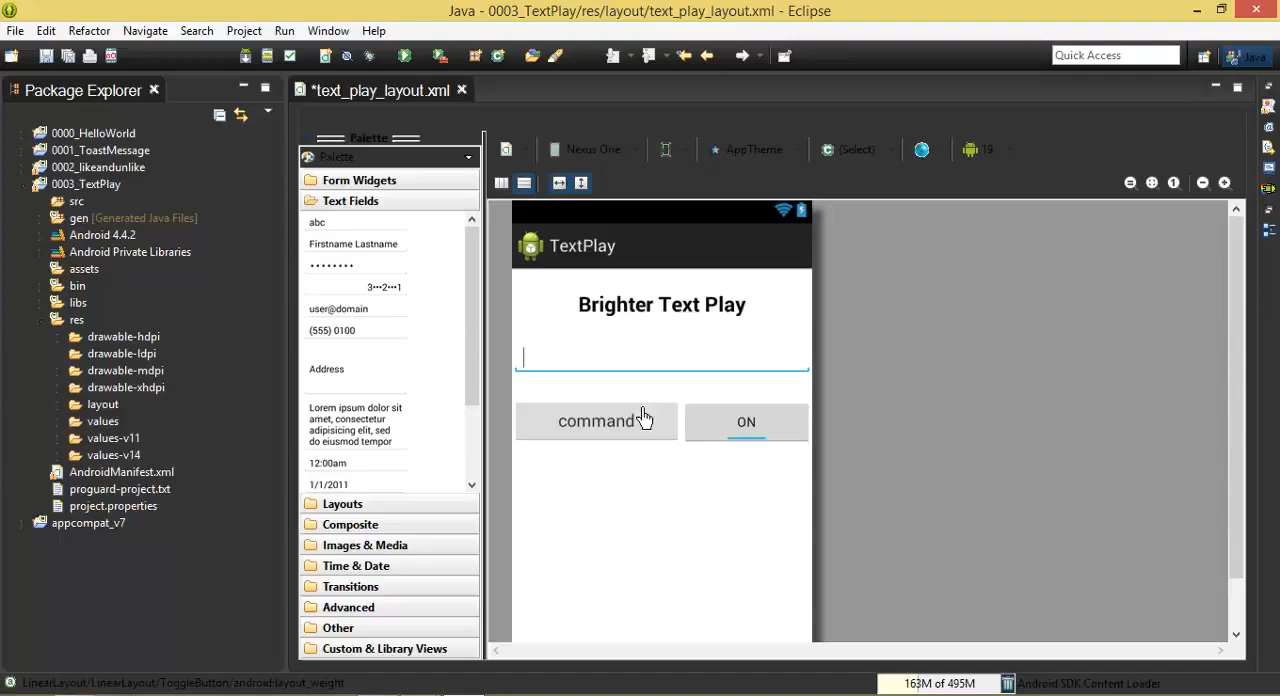 Java - 0003_TextPlay/res/layout/text_play_layout.xml - Eclipse
File Edit Refactor Navigate Search Project Run Window Help
Quick Access
Java
Package Explorer
*text_play_layout.xml
0000_HelloWorld
0001_ToastMessage
0002_likeandunlike
0003_TextPlay
src
gen [Generated Java Files]
Android 4.4.2
Android Private Libraries
assets
bin
libs
res
drawable-hdpi
drawable-ldpi
drawable-mdpi
drawable-xhdpi
layout
values
values-v11
values-v14
AndroidManifest.xml
proguard-project.txt
project.properties
appcompat_v7
Palette
Palette
Form Widgets
Text Fields
abc
Firstname Lastname
••••••••
3•••2•••1
user@domain
(555) 0100
Address
Lorem ipsum dolor sit
amet, consectetur
adipisicing elit, sed
do eiusmod tempor
12:00am
1/1/2011
Layouts
Composite
Images & Media
Time & Date
Transitions
Advanced
Other
Custom & Library Views
Nexus One
AppTheme
(Select)
19
TextPlay
Brighter Text Play
command
ON
LinearLayout/LinearLayout/ToggleButton/android:layout_weight
163M of 495M
Android SDK Content Loader